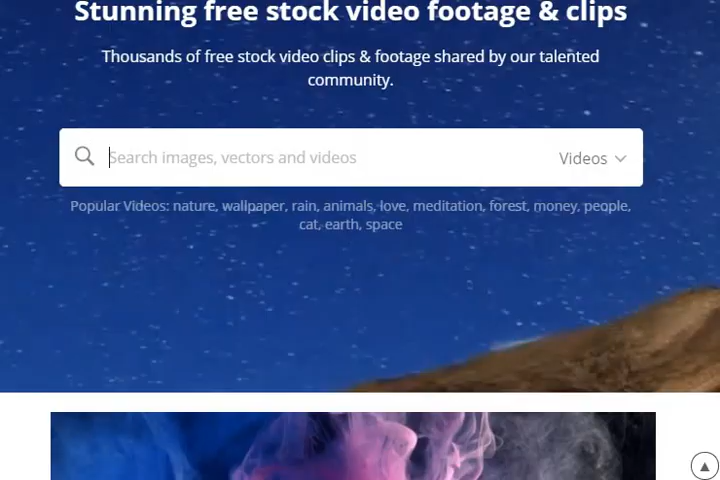 Stunning free stock video footage & clips
Thousands of free stock video clips & footage shared by our talented
community.
Search images, vectors and videos
Videos
Popular Videos: nature, wallpaper, rain, animals, love, meditation, forest, money, people,
cat, earth, space